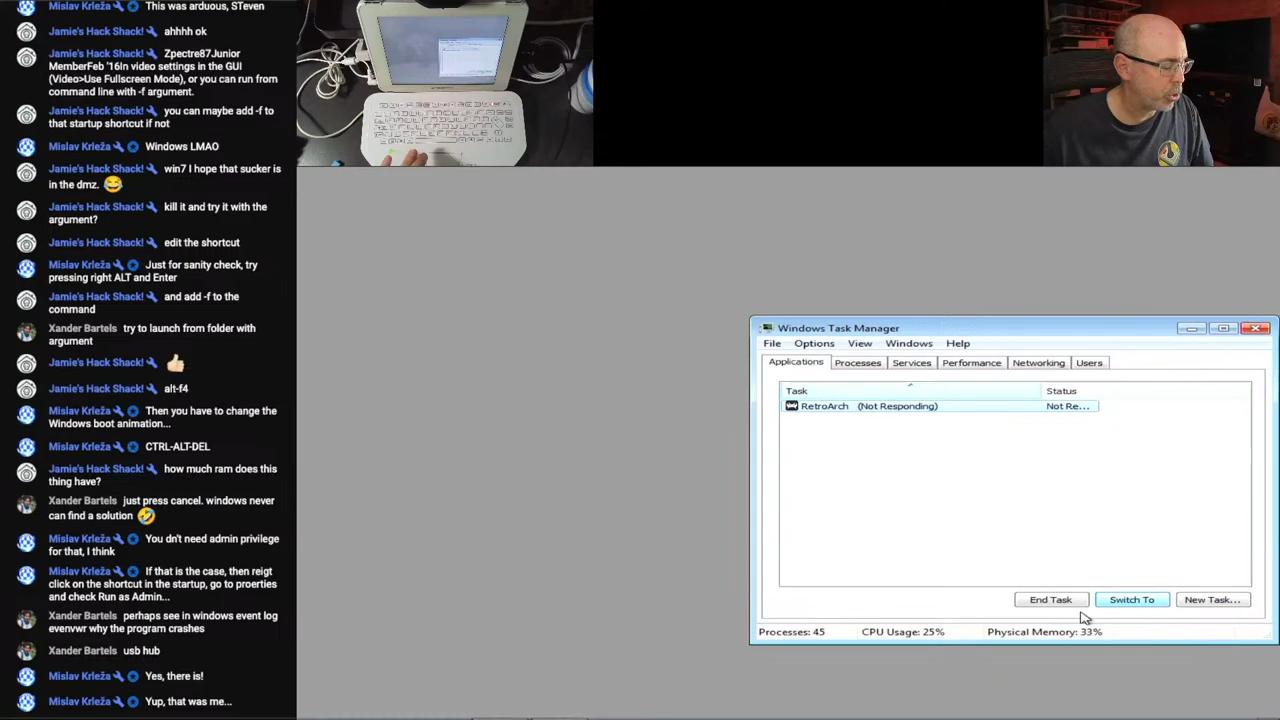 Mislav Krleža This was arduous, STeven
Jamie's Hack Shack! ahhhh ok
Jamie's Hack Shack! Zpectre87Junior
MemberFeb '16In video settings in the GUI
(Video>Use Fullscreen Mode), or you can run from
command line with -f argument.
Jamie's Hack Shack! you can maybe add -f to
that startup shortcut if not
Mislav Krleža Windows LMAO
Jamie's Hack Shack! win7 I hope that sucker is
in the dmz. 😂
Jamie's Hack Shack! kill it and try it with the
argument?
Jamie's Hack Shack! edit the shortcut
Mislav Krleža Just for sanity check, try
pressing right ALT and Enter
Jamie's Hack Shack! and add -f to the
command
Xander Bartels try to launch from folder with
argument
Jamie's Hack Shack! 👍🏻
Jamie's Hack Shack! alt-f4
Mislav Krleža Then you have to change the
Windows boot animation...
Mislav Krleža CTRL-ALT-DEL
Jamie's Hack Shack! how much ram does this
thing have?
Xander Bartels just press cancel. windows never
can find a solution 🤣
Mislav Krleža You dn't need admin privilege
for that, I think
Mislav Krleža If that is the case, then reigt
click on the shortcut in the startup, go to proerties
and check Run as Admin...
Xander Bartels perhaps see in windows event log
evenvwr why the program crashes
Xander Bartels usb hub
Mislav Krleža Yes, there is!
Mislav Krleža Yup, that was me...
Windows Task Manager
File Options View Windows Help
Applications Processes Services Performance Networking Users
Task Status
RetroArch (Not Responding) Not Re...
End Task Switch To New Task...
Processes: 45 CPU Usage: 25% Physical Memory: 33%